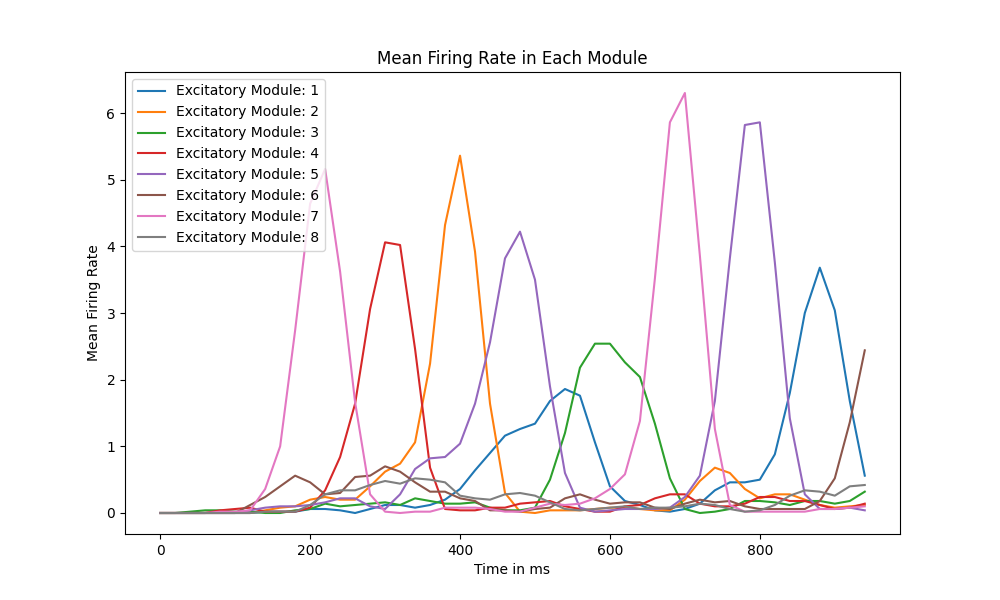 Mean Firing Rate in Each Module
Excitatory Module: 1
Excitatory Module: 2
Excitatory Module: 3
Excitatory Module: 4
Excitatory Module: 5
Excitatory Module: 6
Excitatory Module: 7
Excitatory Module: 8
Mean Firing Rate
6
5
4
3
2
1
0
0 200 400 600 800
Time in ms